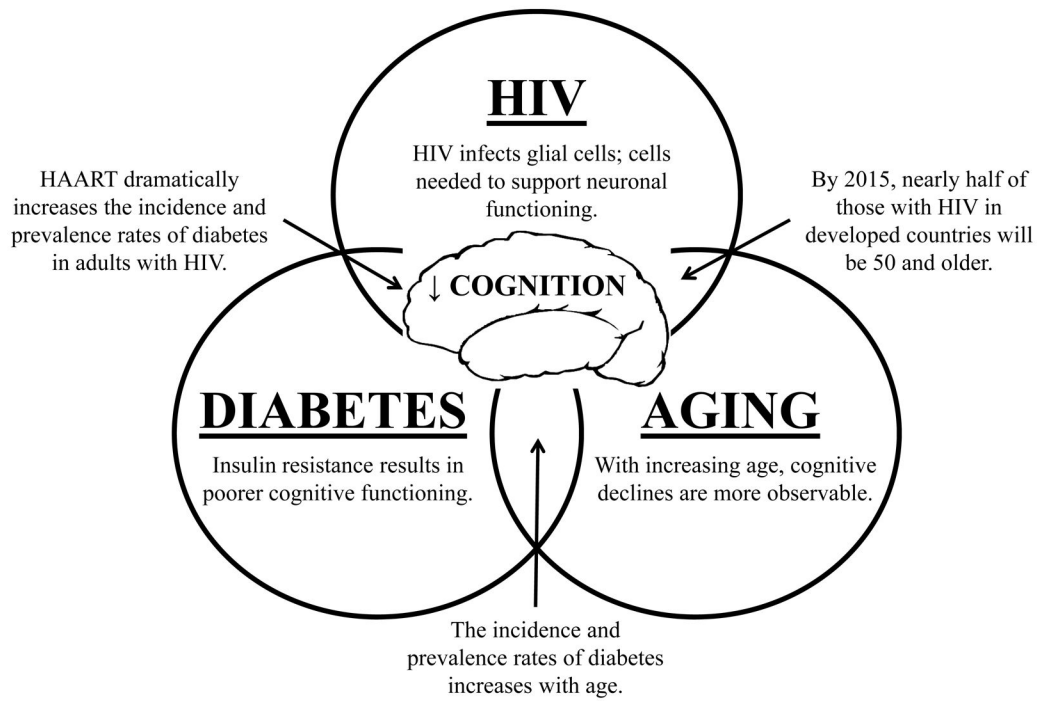 HIV
HIV infects glial cells; cells
needed to support neuronal
functioning.
HAART dramatically
increases the incidence and
prevalence rates of diabetes
in adults with HIV.
By 2015, nearly half of
those with HIV in
developed countries will
be 50 and older.
↓ COGNITION
DIABETES
Insulin resistance results in
poorer cognitive functioning.
AGING
With increasing age, cognitive
declines are more observable.
The incidence and
prevalence rates of diabetes
increases with age.